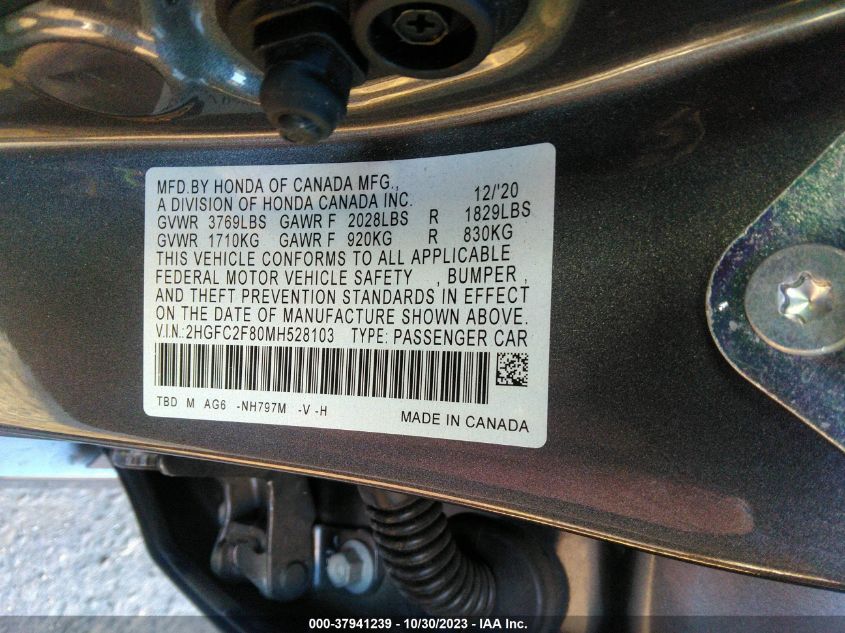 MFD.BY HONDA OF CANADA MFG., 12/'20
A DIVISION OF HONDA CANADA INC.
GVWR 3769LBS GAWR F 2028LBS R 1829LBS
GVWR 1710KG GAWR F 920KG R 830KG
THIS VEHICLE CONFORMS TO ALL APPLICABLE
FEDERAL MOTOR VEHICLE SAFETY , BUMPER ,
AND THEFT PREVENTION STANDARDS IN EFFECT
ON THE DATE OF MANUFACTURE SHOWN ABOVE.
V.I.N.:2HGFC2F80MH528103 TYPE: PASSENGER CAR
TBD M AG6 -NH797M -V -H
MADE IN CANADA
000-37941239 - 10/30/2023 - IAA Inc.